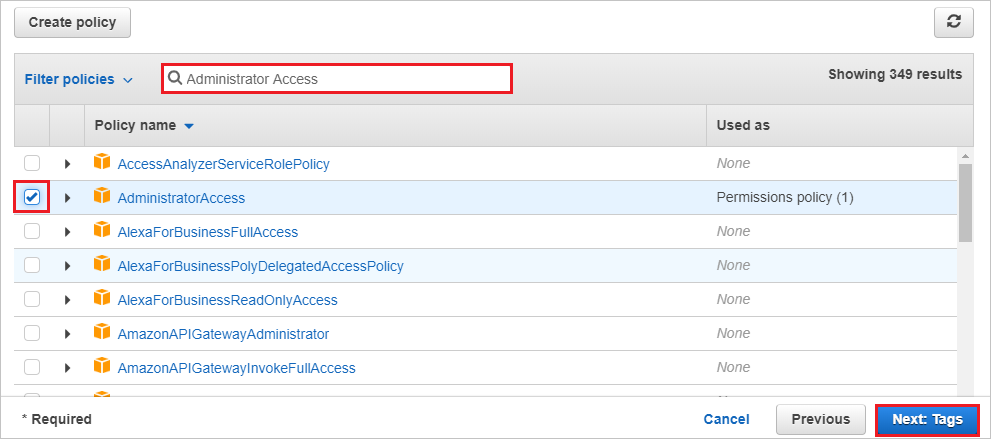 Create policy
Filter policies
Administrator Access
Showing 349 results
Policy name
Used as
AccessAnalyzerServiceRolePolicy
None
AdministratorAccess
Permissions policy (1)
AlexaForBusinessFullAccess
None
AlexaForBusinessPolyDelegatedAccessPolicy
None
AlexaForBusinessReadOnlyAccess
None
AmazonAPIGatewayAdministrator
None
AmazonAPIGatewayInvokeFullAccess
None
* Required
Cancel
Previous
Next: Tags